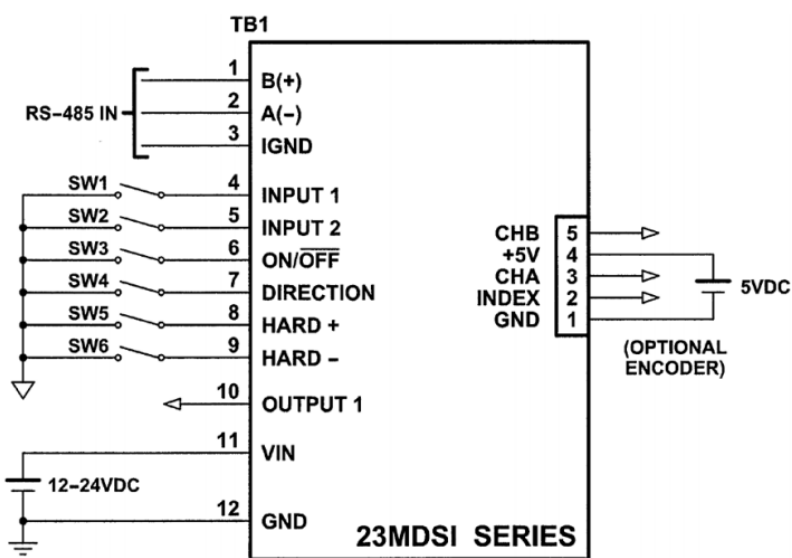 TB1
1 B(+)
RS-485 IN
2 A(-)
3 IGND
SW1 4 INPUT 1
SW2 5 INPUT 2
SW3 6 ON/OFF
SW4 7 DIRECTION
SW5 8 HARD +
SW6 9 HARD -
10 OUTPUT 1
11 VIN
12-24VDC
12 GND
23MDSI SERIES
CHB 5
+5V 4
CHA 3
INDEX 2
GND 1
5VDC
(OPTIONAL
ENCODER)